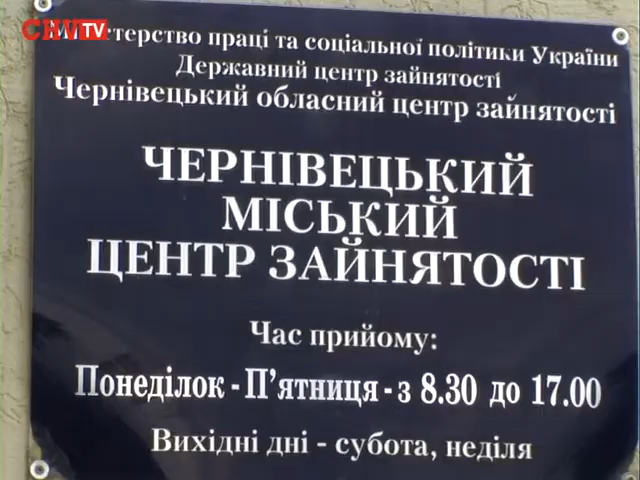 Міністерство праці та соціальної політики України
Державний центр зайнятості
Чернівецький обласний центр зайнятості
ЧЕРНІВЕЦЬКИЙ
МІСЬКИЙ
ЦЕНТР ЗАЙНЯТОСТІ
Час прийому:
Понеділок - П’ятниця - з 8.30 до 17.00
Вихідні дні - субота, неділя